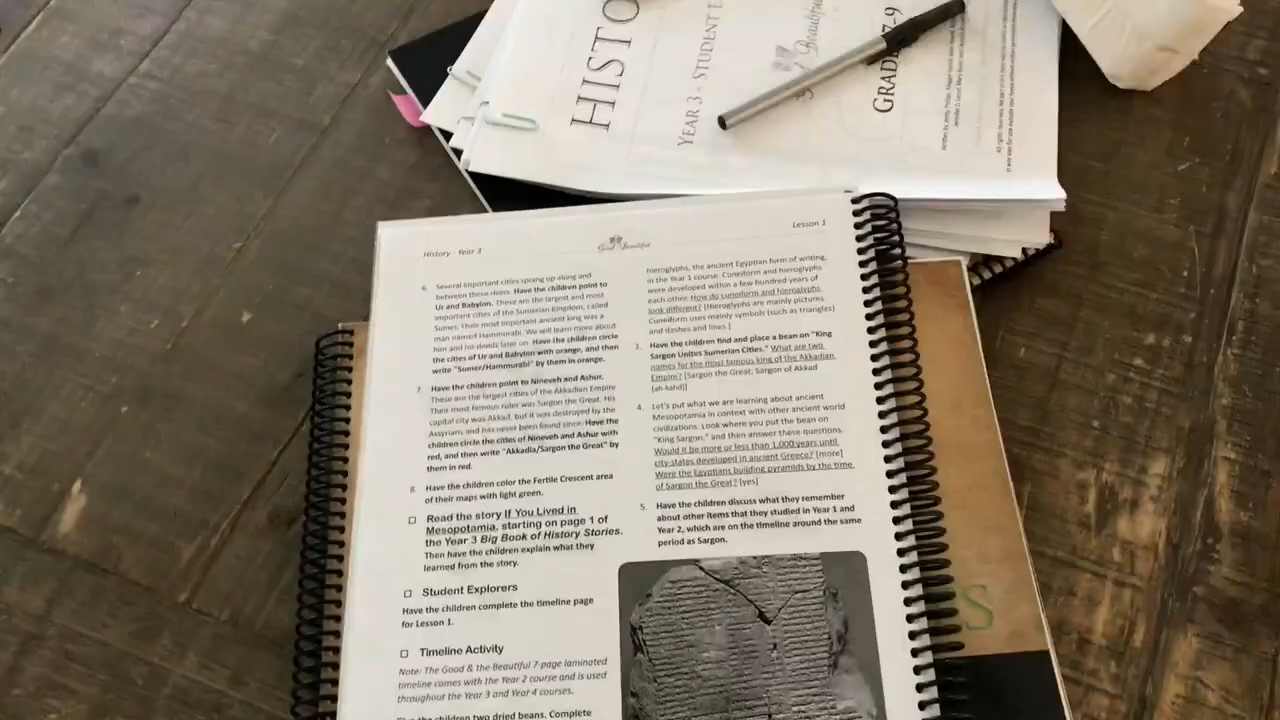 HISTO
YEAR 3 - STUDENT E
Beautiful
GRADE 7-9
History - Year 3
Good Beautiful
Lesson 1
6. Several important cities sprang up along and
between these rivers. Have the children point to
Ur and Babylon. These are the largest and most
important cities of the Sumerian Kingdom, called
Sumer. Their most important ancient king was a
man named Hammurabi. We will learn more about
him and his deeds later on. Have the children circle
the cities of Ur and Babylon with orange, and then
write "Sumer/Hammurabi" by them in orange.
7. Have the children point to Nineveh and Ashur.
These are the largest cities of the Akkadian Empire
Their most famous ruler was Sargon the Great. His
capital city was Akkad, but it was destroyed by the
Assyrians and has never been found since. Have the
children circle the cities of Nineveh and Ashur with
red, and then write "Akkadia/Sargon the Great" by
them in red.
8. Have the children color the Fertile Crescent area
of their maps with light green.
Read the story If You Lived in
Mesopotamia, starting on page 1 of
the Year 3 Big Book of History Stories.
Then have the children explain what they
learned from the story.
Student Explorers
Have the children complete the timeline page
for Lesson 1.
Timeline Activity
Note: The Good & the Beautiful 7-page laminated
timeline comes with the Year 2 course and is used
throughout the Year 3 and Year 4 courses.
the children two dried beans. Complete
hieroglyphs, the ancient Egyptian form of writing,
in the Year 1 course. Cuneiform and hieroglyphs
were developed within a few hundred years of
each other. How do cuneiform and hieroglyphs
look different? [Hieroglyphs are mainly pictures.
Cuneiform uses mainly symbols (such as triangles)
and dashes and lines.]
3. Have the children find and place a bean on "King
Sargon Unites Sumerian Cities." What are two
names for the most famous king of the Akkadian
Empire? [Sargon the Great, Sargon of Akkad
(ah-kahd)]
4. Let's put what we are learning about ancient
Mesopotamia in context with other ancient world
civilizations. Look where you put the bean on
"King Sargon," and then answer these questions.
Would it be more or less than 1,000 years until
city-states developed in ancient Greece? [more]
Were the Egyptians building pyramids by the time
of Sargon the Great? [yes]
5. Have the children discuss what they remember
about other items that they studied in Year 1 and
Year 2, which are on the timeline around the same
period as Sargon.
S